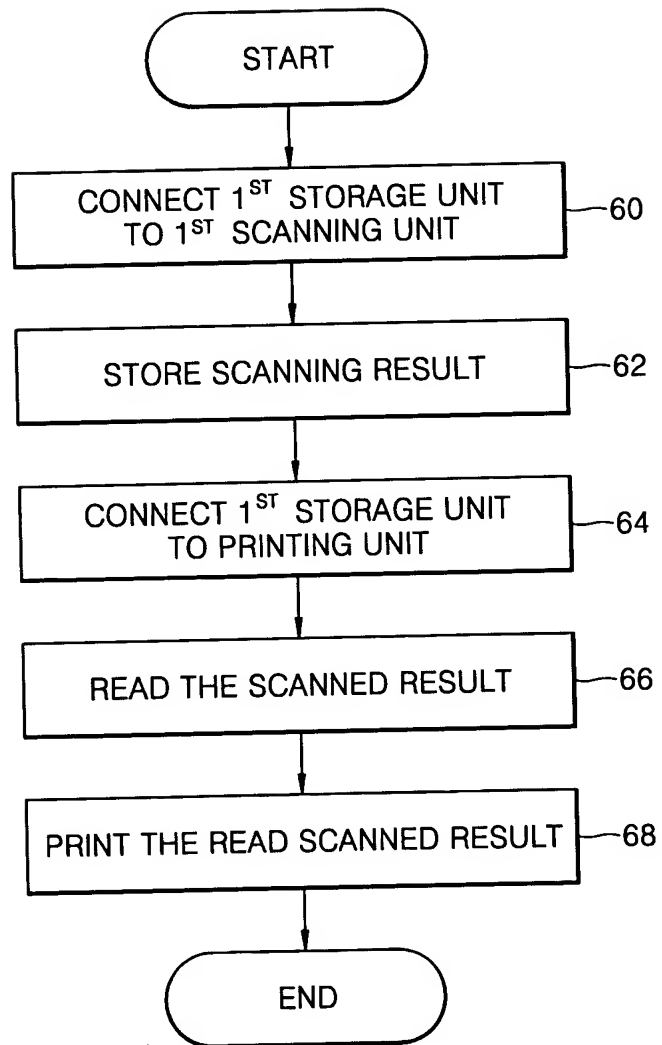 START
CONNECT 1ST STORAGE UNIT
TO 1ST SCANNING UNIT
60
STORE SCANNING RESULT
62
CONNECT 1ST STORAGE UNIT
TO PRINTING UNIT
64
READ THE SCANNED RESULT
66
PRINT THE READ SCANNED RESULT
68
END